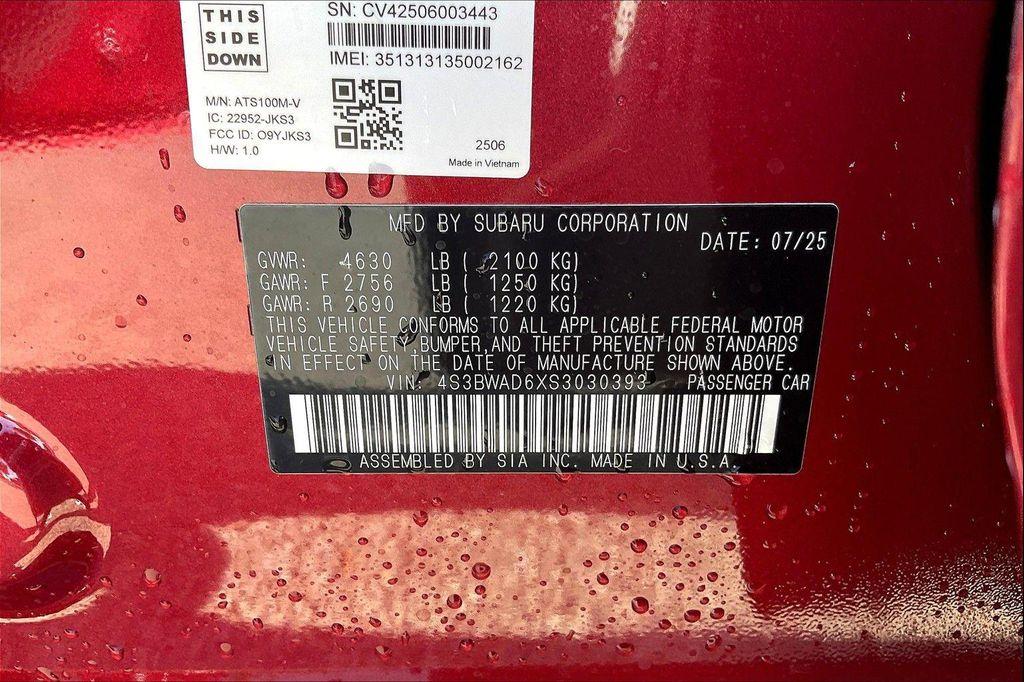 THIS
SIDE
DOWN
SN: CV42506003443
IMEI: 351313135002162
M/N: ATS100M-V
IC: 22952-JKS3
FCC ID: O9YJKS3
H/W: 1.0
2506
Made in Vietnam
MFD BY SUBARU CORPORATION
DATE: 07/25
GVWR: 4630 LB ( 2100 KG)
GAWR: F 2756 LB ( 1250 KG)
GAWR: R 2690 LB ( 1220 KG)
THIS VEHICLE CONFORMS TO ALL APPLICABLE FEDERAL MOTOR
VEHICLE SAFETY, BUMPER, AND THEFT PREVENTION STANDARDS
IN EFFECT ON THE DATE OF MANUFACTURE SHOWN ABOVE.
VIN: 4S3BWAD6XS3030393 PASSENGER CAR
ASSEMBLED BY SIA INC. MADE IN U.S.A.